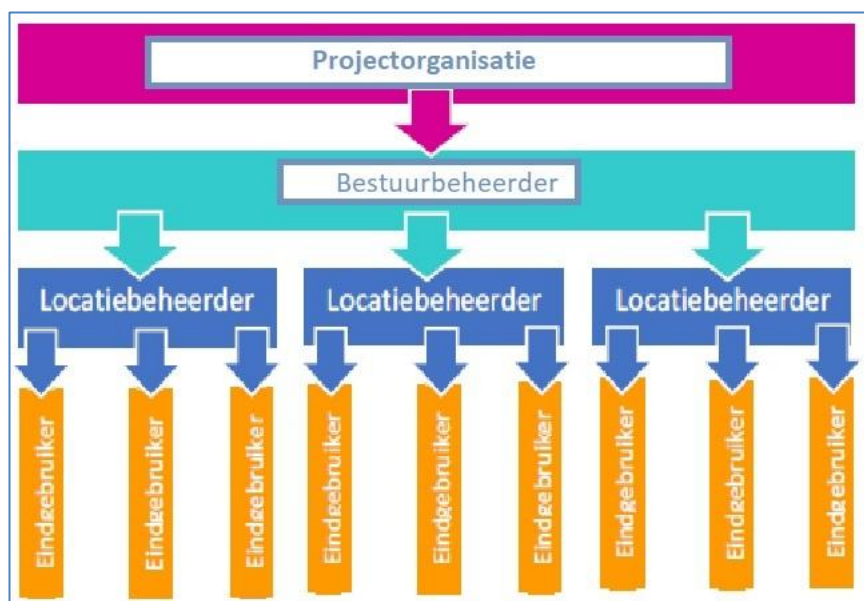 Projectorganisatie
Bestuurbeheerder
Locatiebeheerder
Locatiebeheerder
Locatiebeheerder
Eindgebruiker
Eindgebruiker
Eindgebruiker
Eindgebruiker
Eindgebruiker
Eindgebruiker
Eindgebruiker
Eindgebruiker
Eindgebruiker